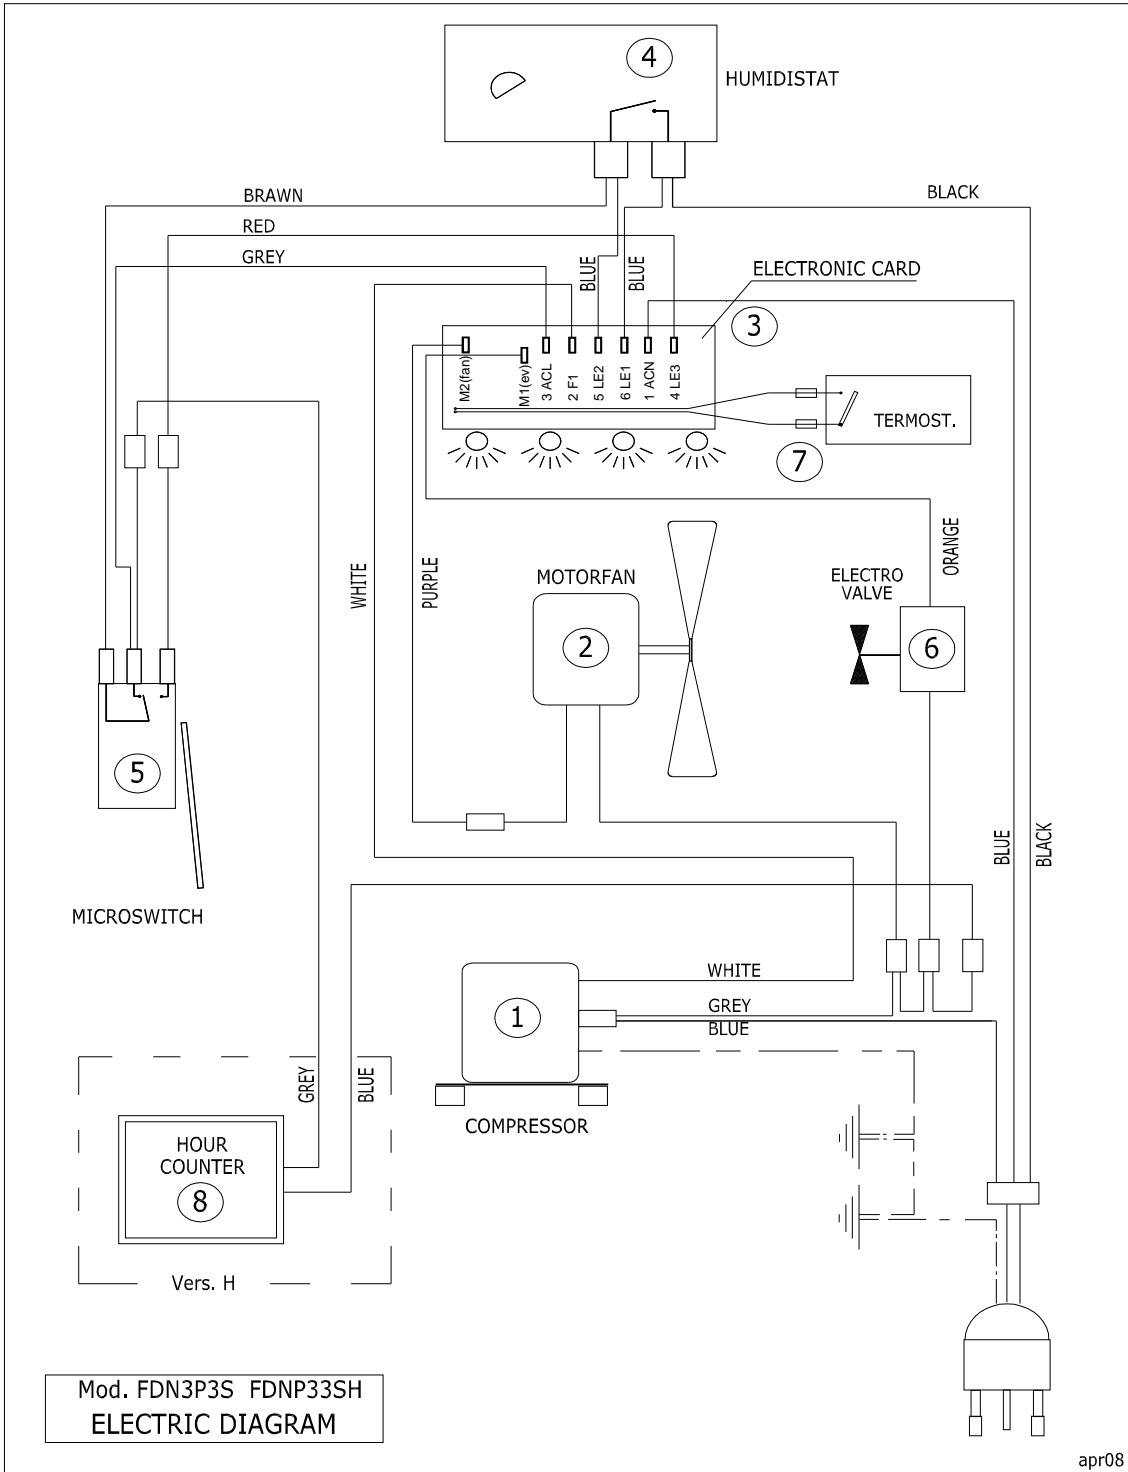 4
HUMIDISTAT
BRAWN
BLACK
RED
GREY
BLUE
BLUE
ELECTRONIC CARD
3
M2(fan)
M1(ev)
3 ACL
2 F1
5 LE2
6 LE1
1 ACN
4 LE3
TERMOST.
7
WHITE
PURPLE
ORANGE
MOTORFAN
2
ELECTRO
VALVE
6
5
MICROSWITCH
BLUE
BLACK
WHITE
GREY
BLUE
1
COMPRESSOR
GREY
BLUE
HOUR
COUNTER
8
Vers. H
Mod. FDN3P3S FDNP33SH
ELECTRIC DIAGRAM
apr08